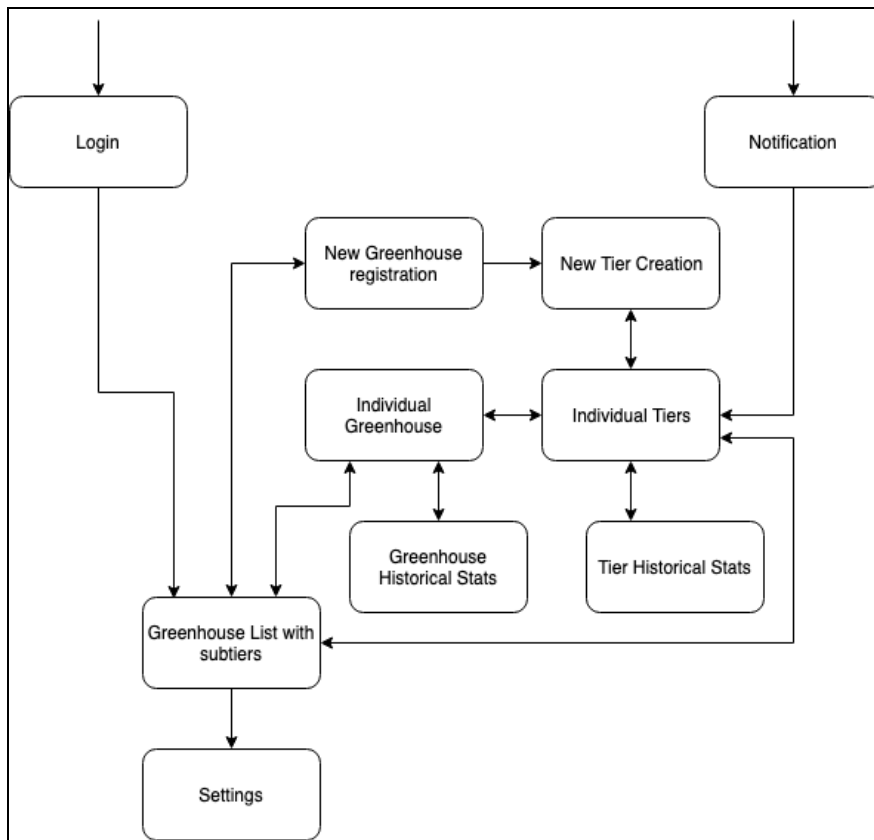 Login
Notification
New Greenhouse
registration
New Tier Creation
Individual
Greenhouse
Individual Tiers
Greenhouse
Historical Stats
Tier Historical Stats
Greenhouse List with
subtiers
Settings